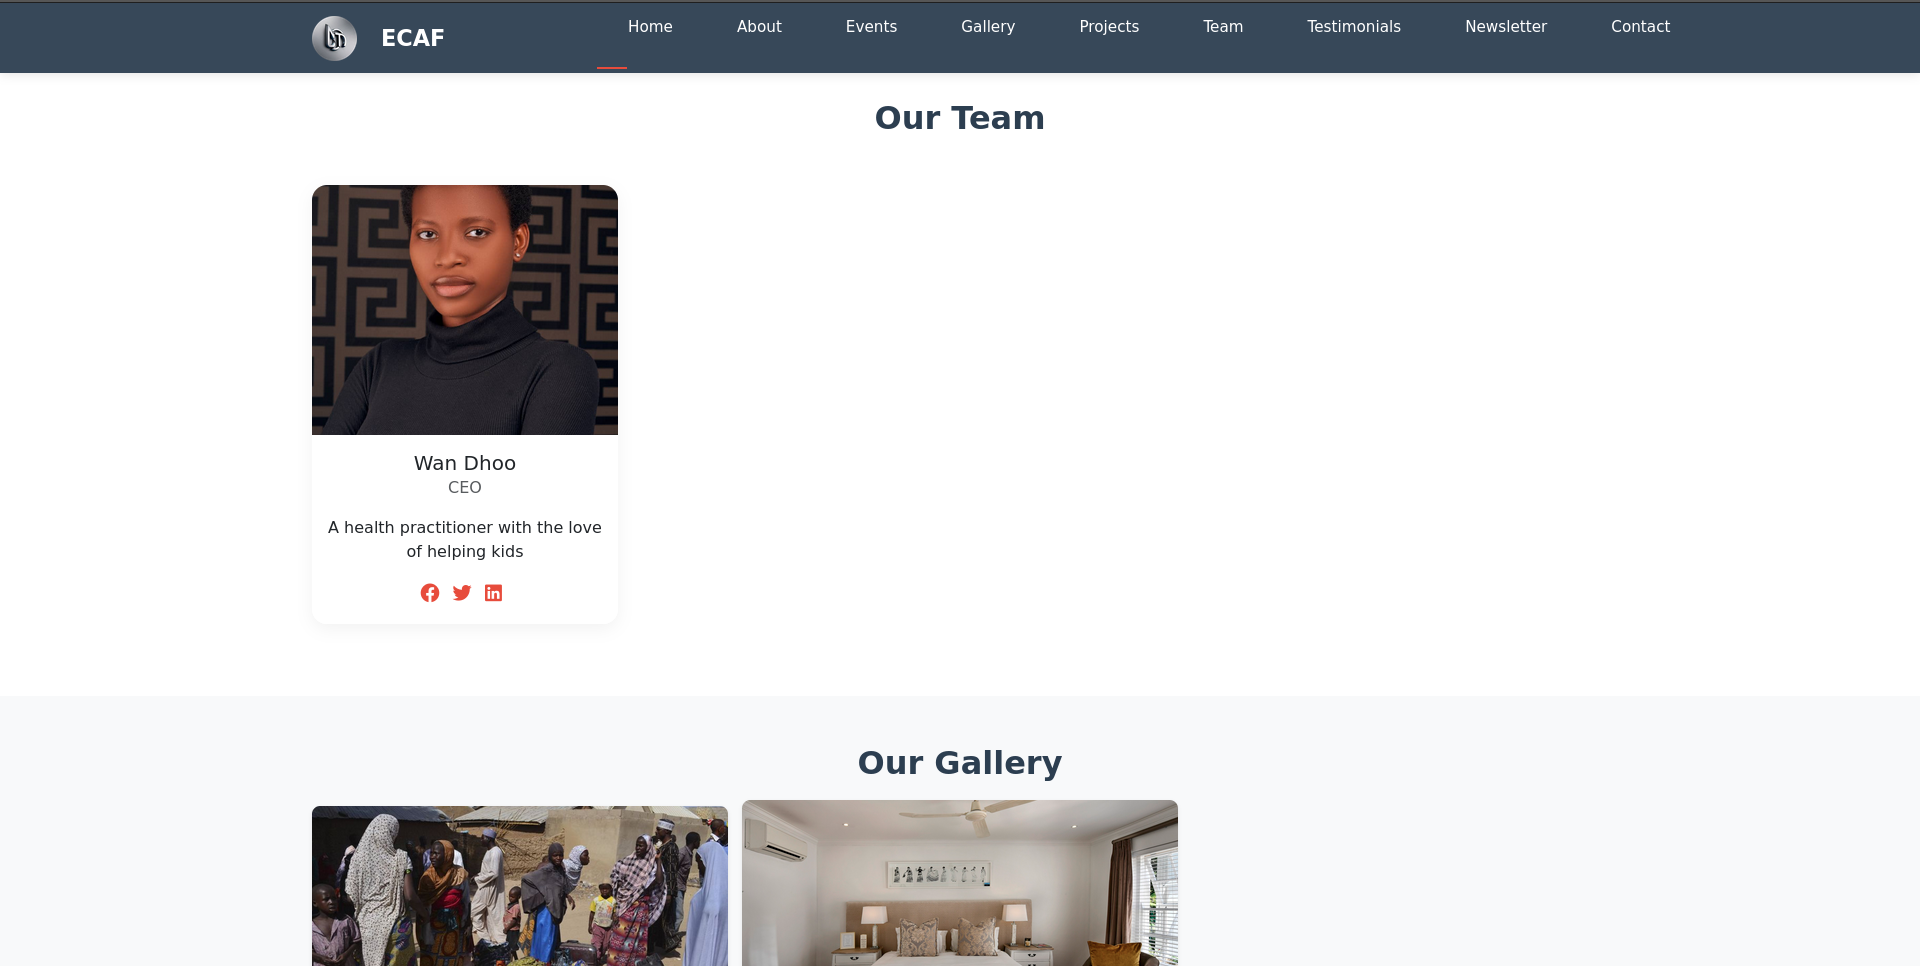 ECAF
Home About Events Gallery Projects Team Testimonials Newsletter Contact
Our Team
Wan Dhoo
CEO
A health practitioner with the love
of helping kids
Our Gallery